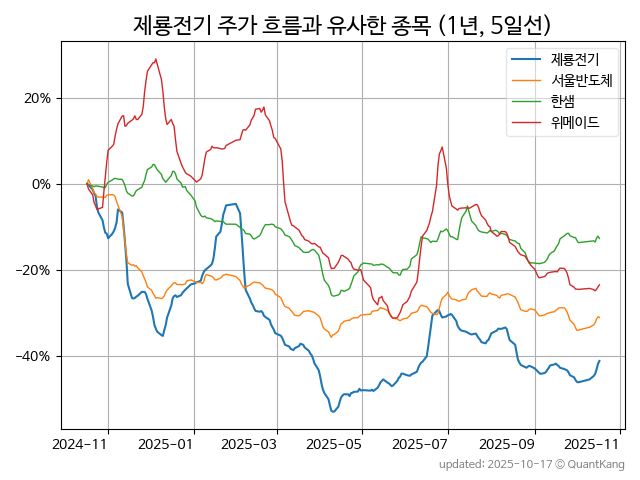 제룡전기 주가 흐름과 유사한 종목 (1년, 5일선)
제룡전기
서울반도체
한샘
위메이드
20%
0%
−20%
−40%
2024−11
2025−01
2025−03
2025−05
2025−07
2025−09
2025−11
updated: 2025-10-17 © QuantKang